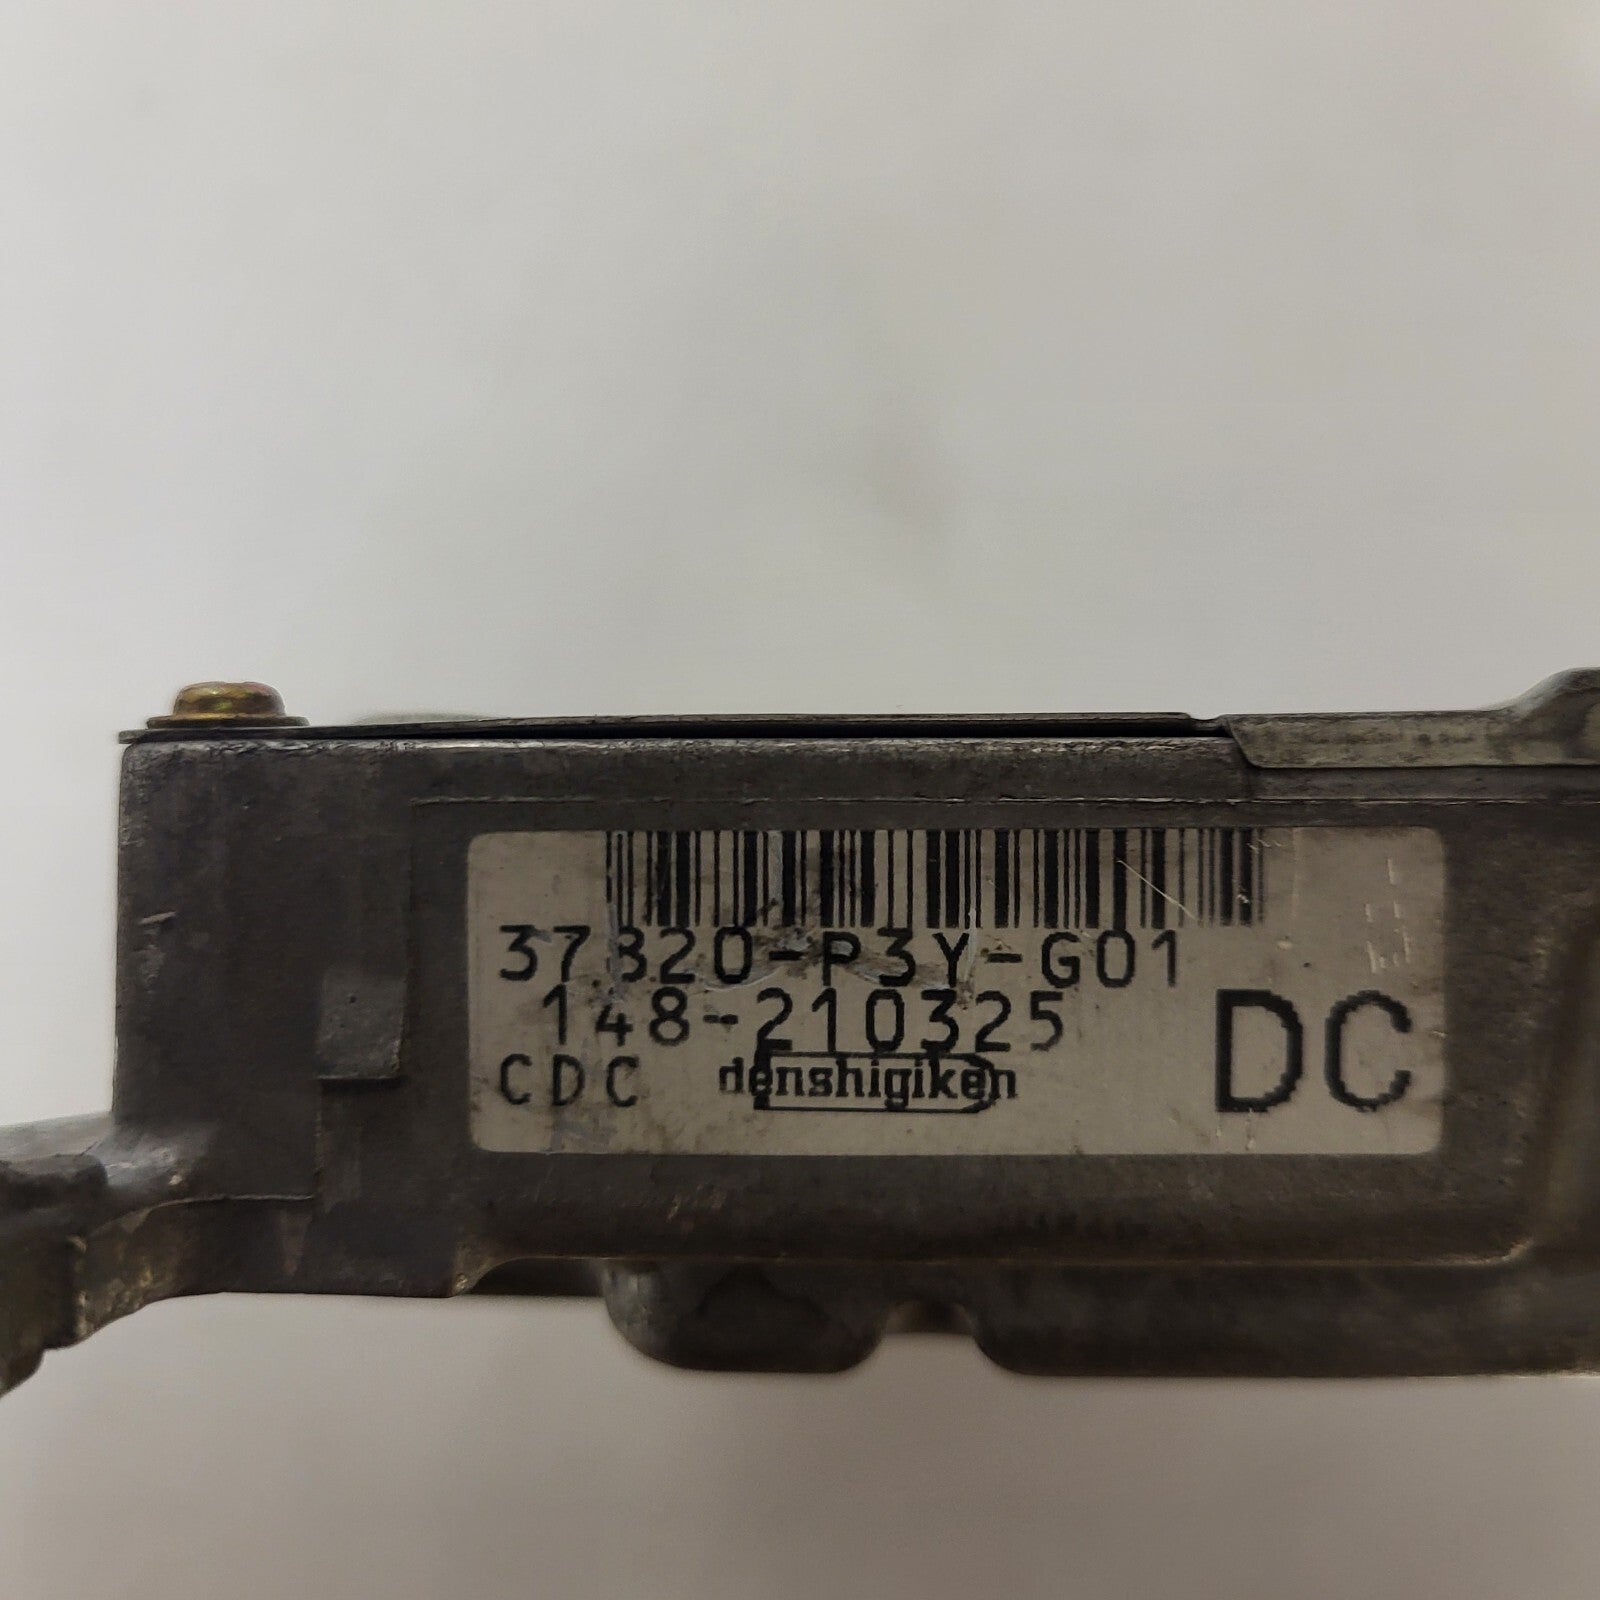 37820-P3Y-G01
148-210325
CDC denshigiken DC